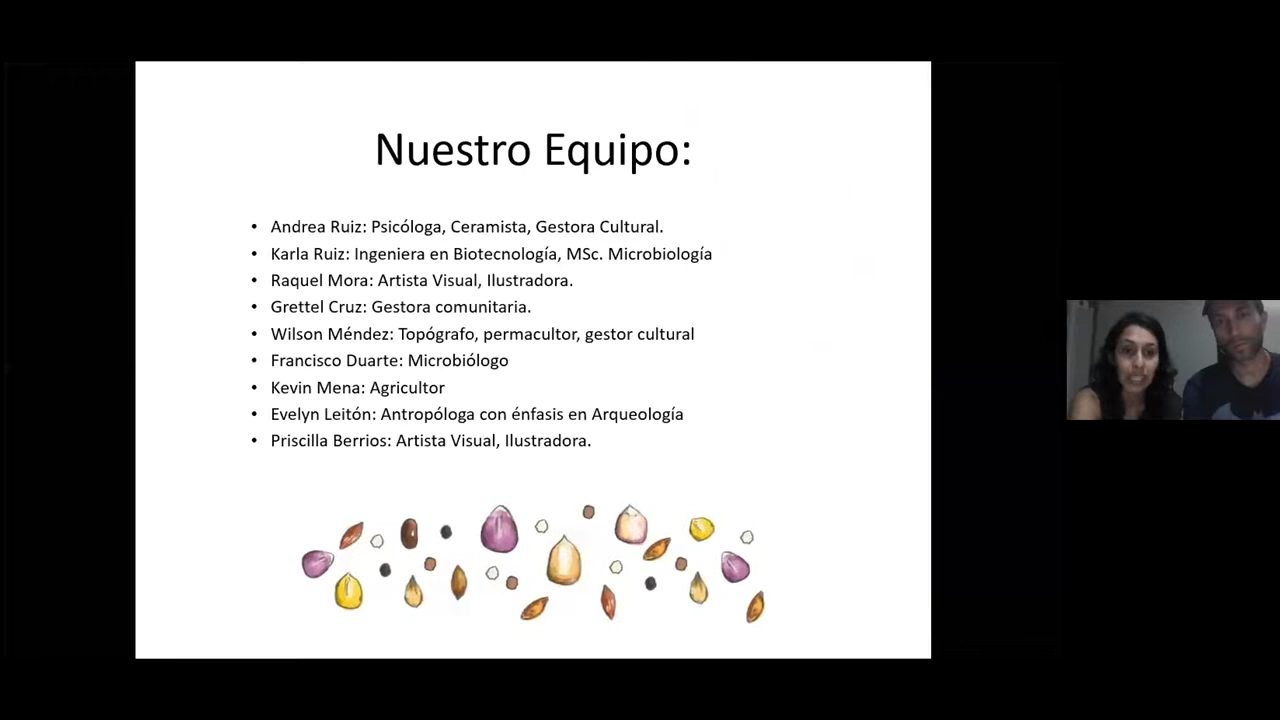 Nuestro Equipo:
• Andrea Ruiz: Psicóloga, Ceramista, Gestora Cultural.
• Karla Ruiz: Ingeniera en Biotecnología, MSc. Microbiología
• Raquel Mora: Artista Visual, Ilustradora.
• Grettel Cruz: Gestora comunitaria.
• Wilson Méndez: Topógrafo, permacultor, gestor cultural
• Francisco Duarte: Microbiólogo
• Kevin Mena: Agricultor
• Evelyn Leitón: Antropóloga con énfasis en Arqueología
• Priscilla Berrios: Artista Visual, Ilustradora.